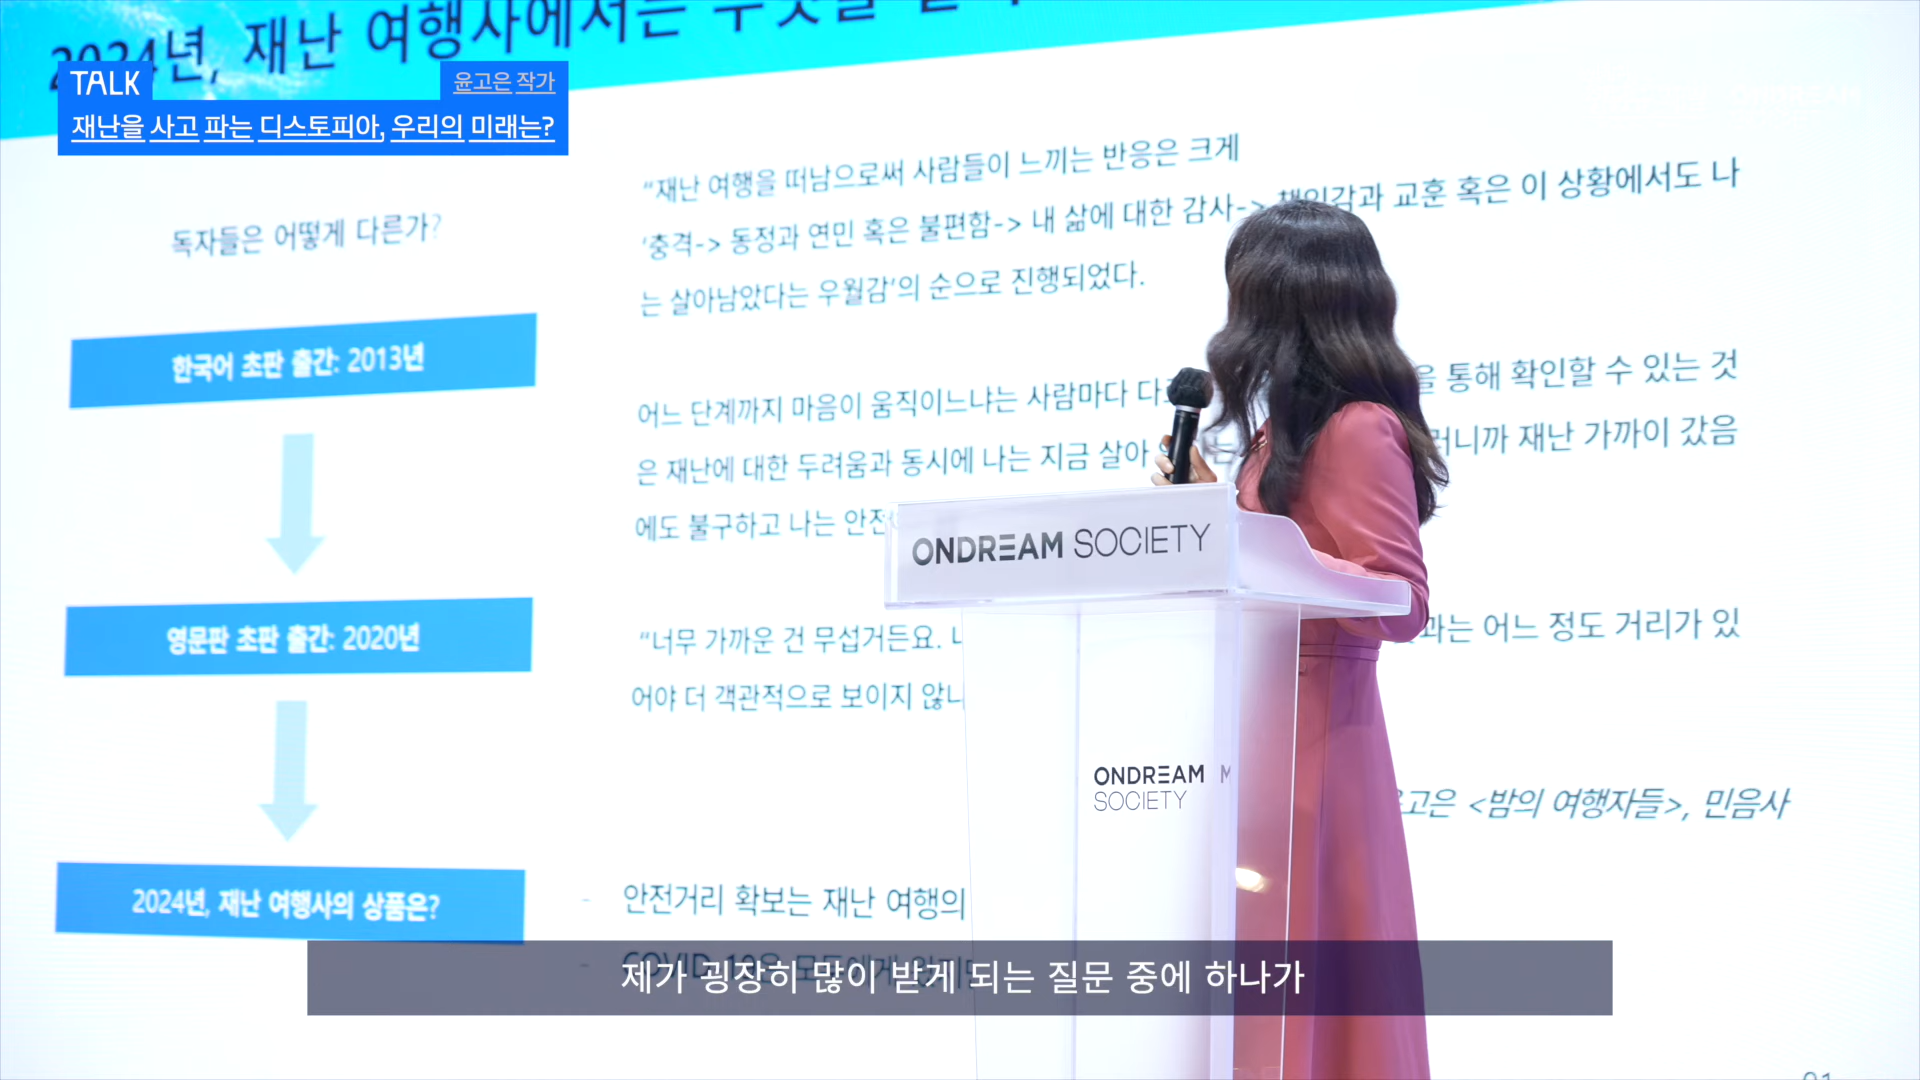 2024년, 재난 여행사에서는
TALK
윤고은 작가
재난을 사고 파는 디스토피아, 우리의 미래는?
독자들은 어떻게 다른가?
한국어 초판 출간: 2013년
영문판 초판 출간: 2020년
2024년, 재난 여행사의 상품은?
“재난 여행을 떠남으로써 사람들이 느끼는 반응은 크게
‘충격-> 동정과 연민 혹은 불편함-> 내 삶에 대한 감사-> 책임감과 교훈 혹은 이 상황에서도 나
는 살아남았다는 우월감’의 순으로 진행되었다.
어느 단계까지 마음이 움직이느냐는 사람마다 을 통해 확인할 수 있는 것
은 재난에 대한 두려움과 동시에 나는 지금 살아 러니까 재난 가까이 갔음
에도 불구하고 나는
“너무 가까운 건 무섭거든요. 과는 어느 정도 거리가 있
어야 더 객관적으로 보이지
고은 <밤의 여행자들>, 민음사
- 안전거리 확보는 재난 여행의
ONDREAM SOCIETY
ONDREAM
SOCIETY
제가 굉장히 많이 받게 되는 질문 중에 하나가